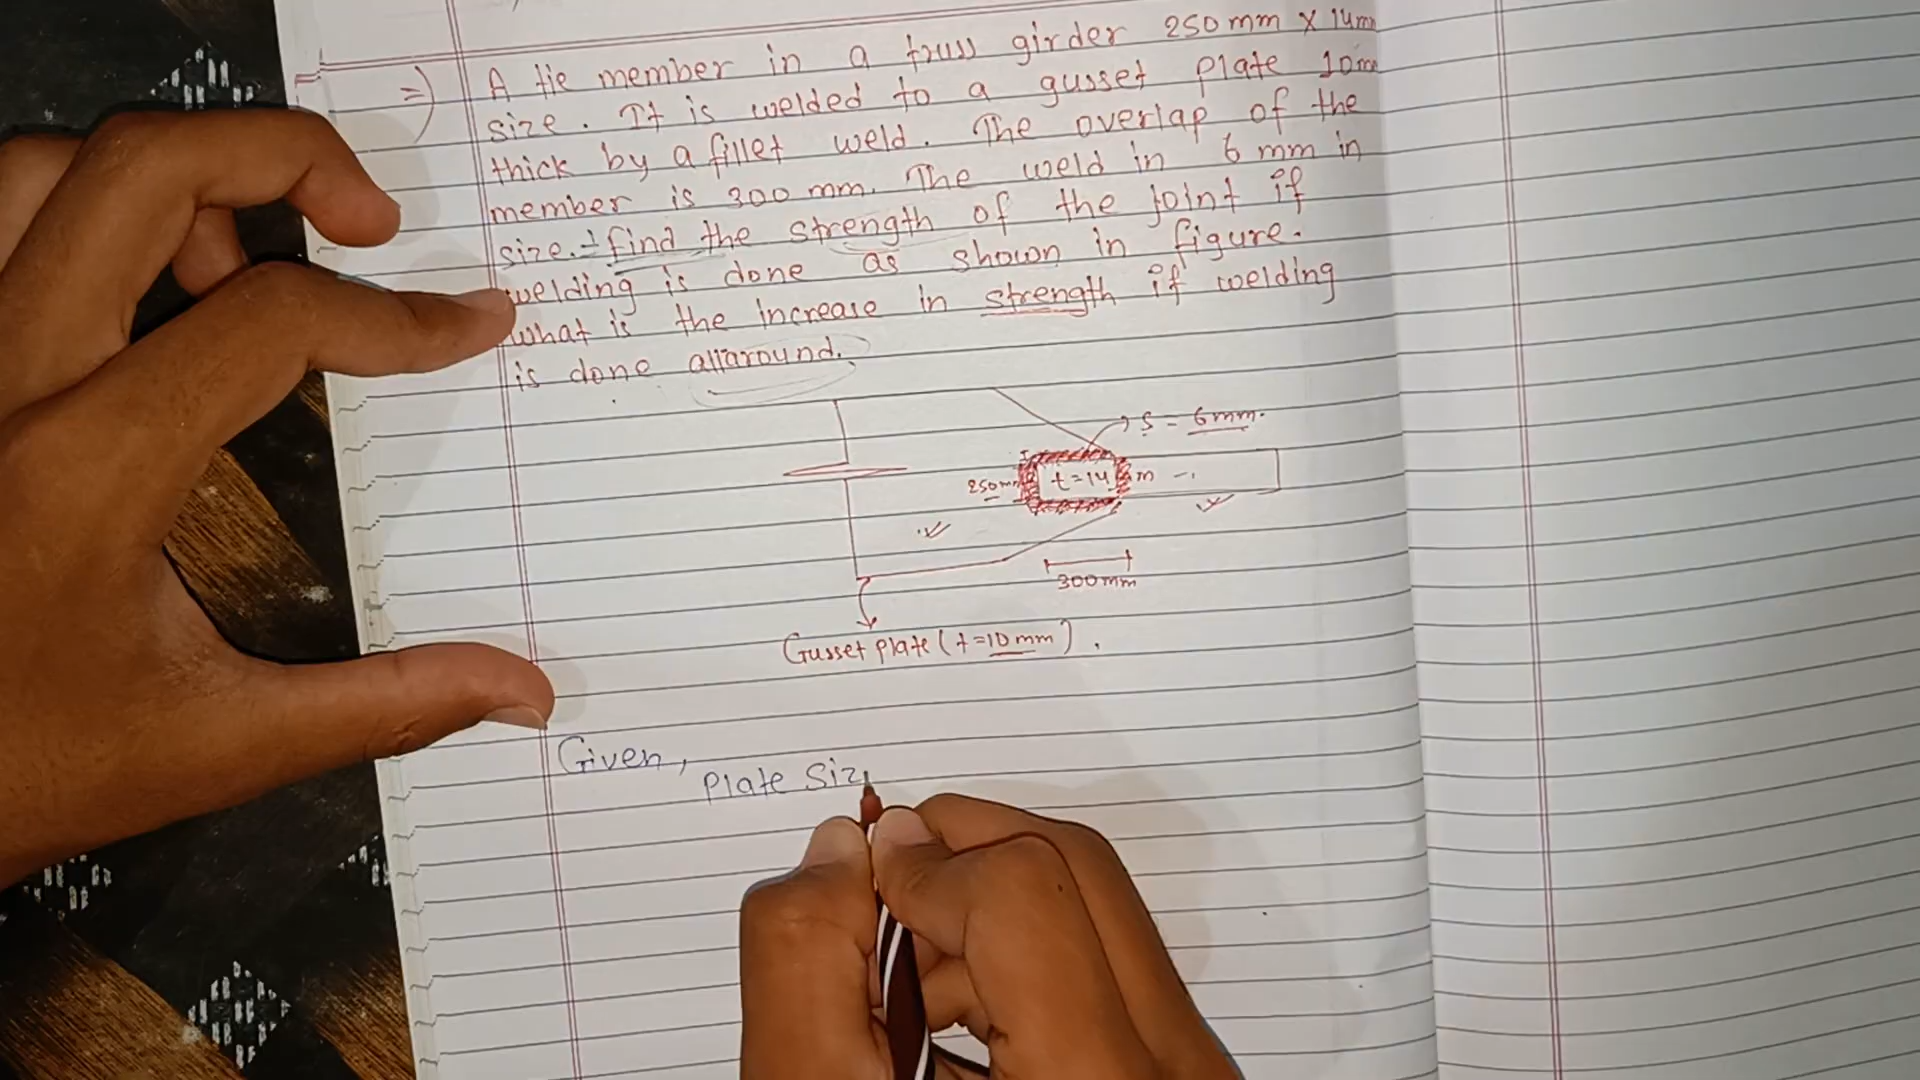 =) A tie member in a truss girder 250 mm x 14mm
size. It is welded to a gusset plate 10mm
thick by a fillet weld. The overlap of the
member is 300 mm. The weld in 6 mm in
size. find the strength of the joint if
welding is done as shown in figure.
what is the increase in strength if welding
is done allaround.
S = 6mm.
250mm
t = 14 mm
300mm
Gusset plate (t=10mm).
Given,
Plate Siz